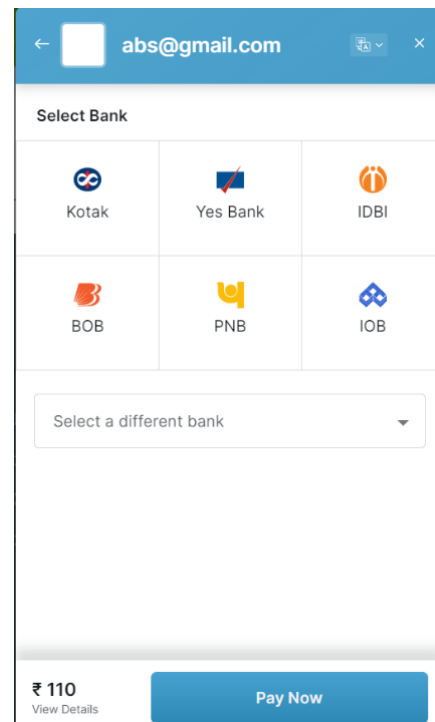 abs@gmail.com
Select Bank
Kotak
Yes Bank
IDBI
BOB
PNB
IOB
Select a different bank
₹ 110
View Details
Pay Now